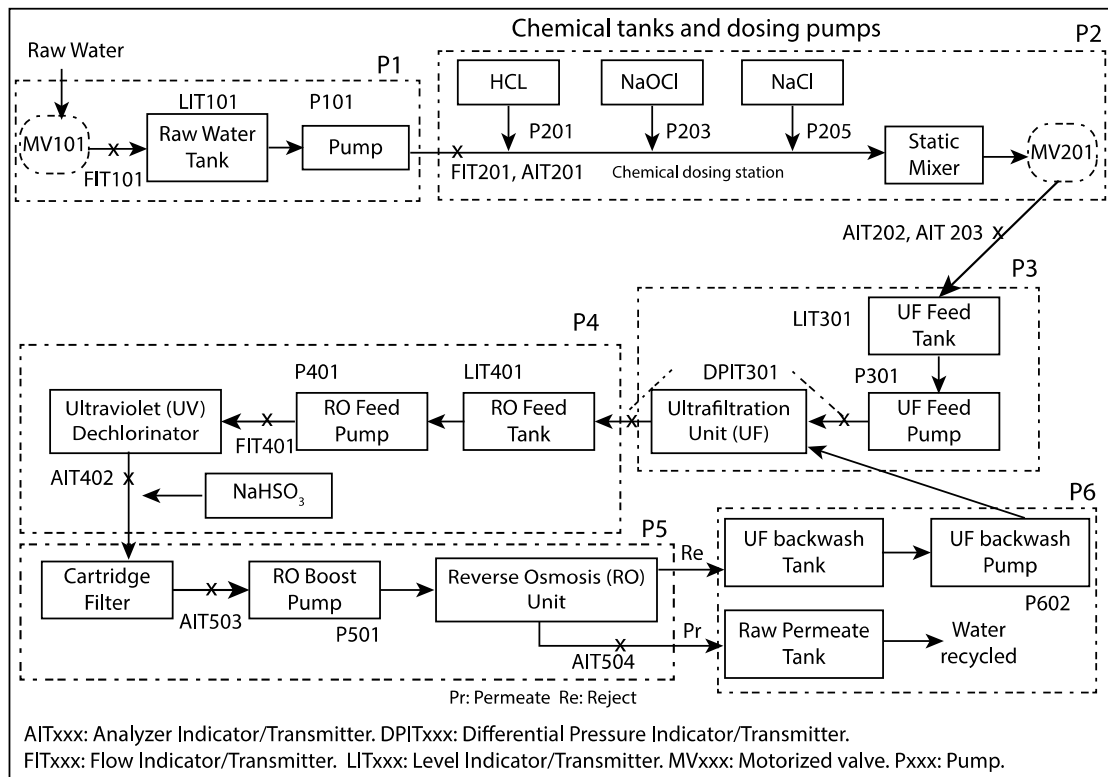 Chemical tanks and dosing pumps
Raw Water
P1
P2
MV101
FIT101
LIT101
Raw Water
Tank
P101
Pump
HCL
NaOCl
NaCl
P201
P203
P205
FIT201, AIT201
Chemical dosing station
Static
Mixer
MV201
AIT202, AIT 203
P3
LIT301
UF Feed
Tank
P301
UF Feed
Pump
DPIT301
Ultrafiltration
Unit (UF)
P4
LIT401
RO Feed
Tank
P401
RO Feed
Pump
FIT401
Ultraviolet (UV)
Dechlorinator
AIT402
NaHSO3
P5
Cartridge
Filter
AIT503
RO Boost
Pump
P501
Reverse Osmosis (RO)
Unit
AIT504
Re
Pr
P6
UF backwash
Tank
UF backwash
Pump
P602
Raw Permeate
Tank
Water
recycled
Pr: Permeate Re: Reject
AITxxx: Analyzer Indicator/Transmitter. DPITxxx: Differential Pressure Indicator/Transmitter.
FITxxx: Flow Indicator/Transmitter. LITxxx: Level Indicator/Transmitter. MVxxx: Motorized valve. Pxxx: Pump.